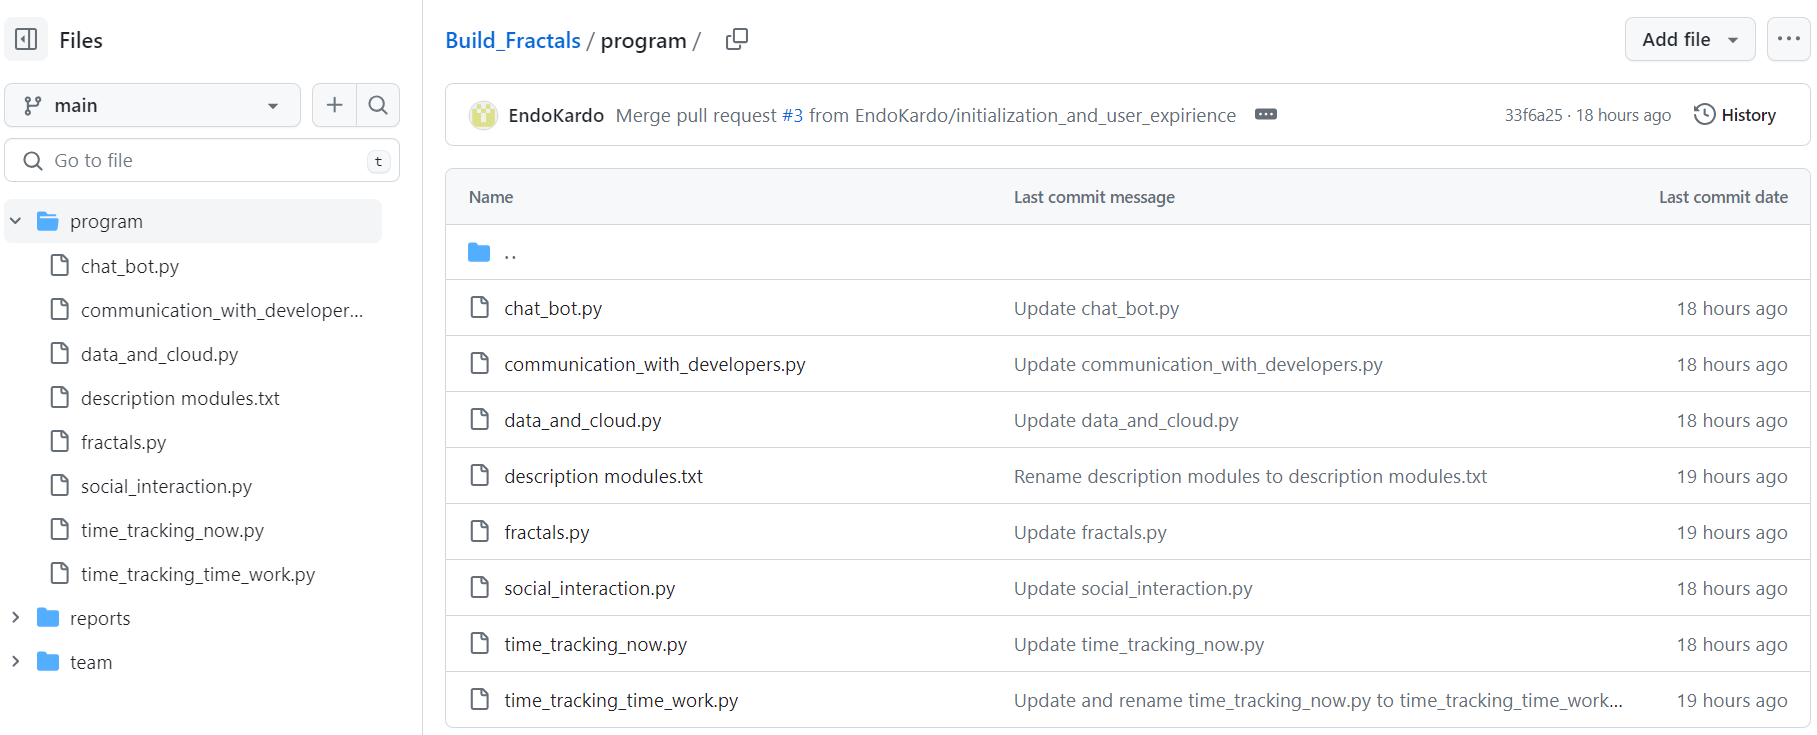 Files
main
Go to file
t
program
chat_bot.py
communication_with_developer...
data_and_cloud.py
description modules.txt
fractals.py
social_interaction.py
time_tracking_now.py
time_tracking_time_work.py
reports
team
Build_Fractals / program /
Add file
EndoKardo Merge pull request #3 from EndoKardo/initialization_and_user_expirience
33f6a25 · 18 hours ago
History
Name Last commit message Last commit date
..
chat_bot.py Update chat_bot.py 18 hours ago
communication_with_developers.py Update communication_with_developers.py 18 hours ago
data_and_cloud.py Update data_and_cloud.py 18 hours ago
description modules.txt Rename description modules to description modules.txt 19 hours ago
fractals.py Update fractals.py 19 hours ago
social_interaction.py Update social_interaction.py 18 hours ago
time_tracking_now.py Update time_tracking_now.py 18 hours ago
time_tracking_time_work.py Update and rename time_tracking_now.py to time_tracking_time_work... 19 hours ago